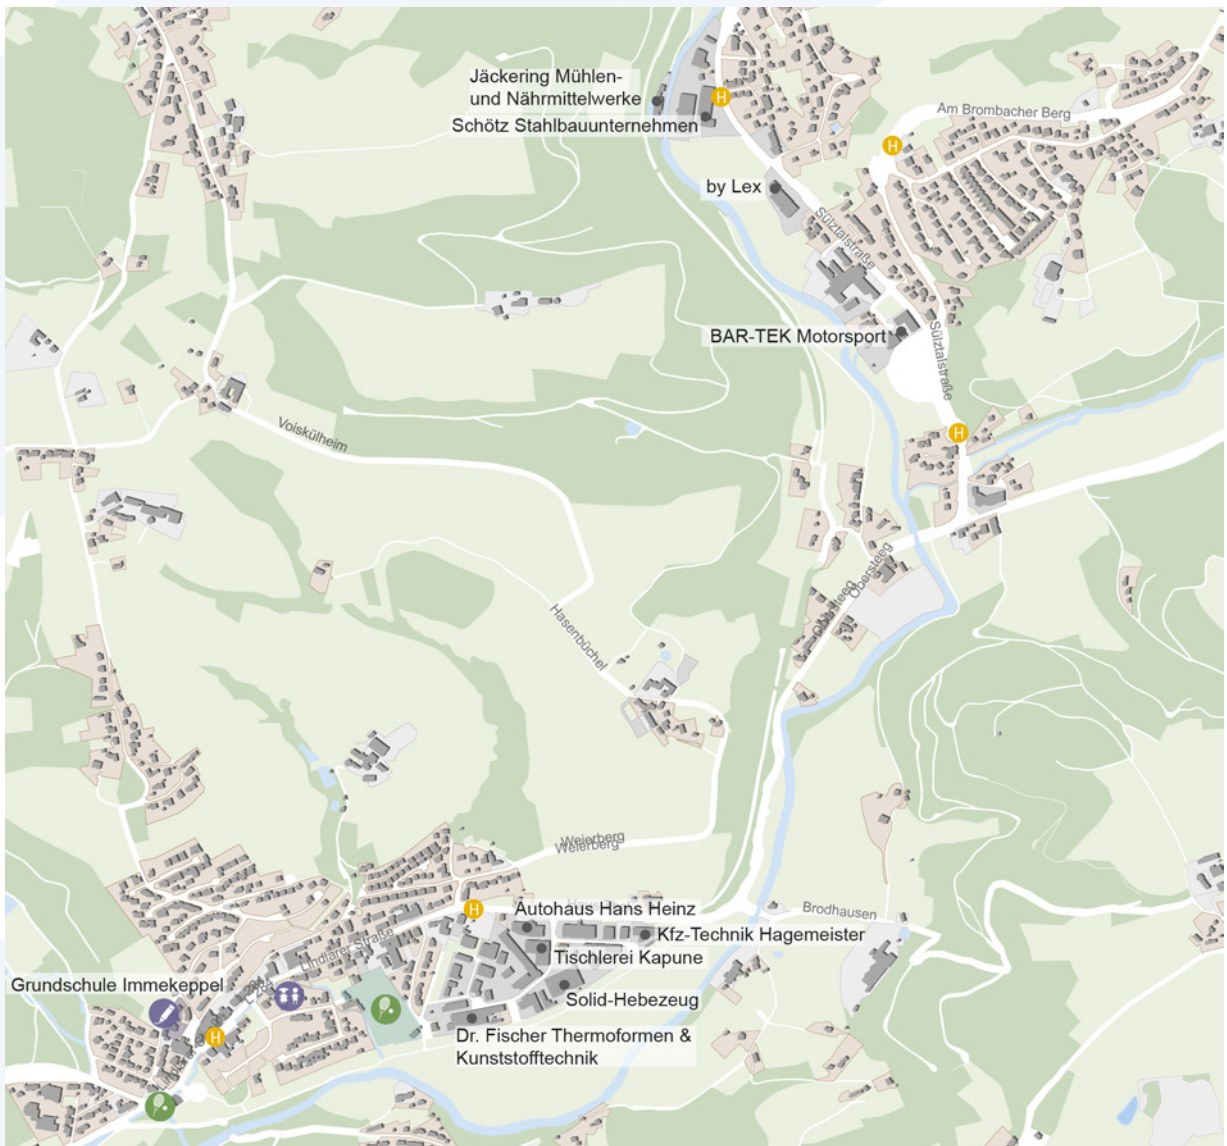 Jäckering Mühlen-
und Nährmittelwerke
H
Schötz Stahlbauunternehmen
Am Brombacher Berg
H
by Lex
Sülztalstraße
BAR-TEK Motorsport
Sülztalstraße
H
Voiskülheim
Obersteeg
Obersteeg
Hasenbüchel
Weierberg
Weierberg
H
Autohaus Hans Heinz
Brodhausen
Kfz-Technik Hagemeister
Lindlarer Straße
Tischlerei Kapune
Grundschule Immekeppel
Solid-Hebezeug
H
Dr. Fischer Thermoformen &
Kunststofftechnik